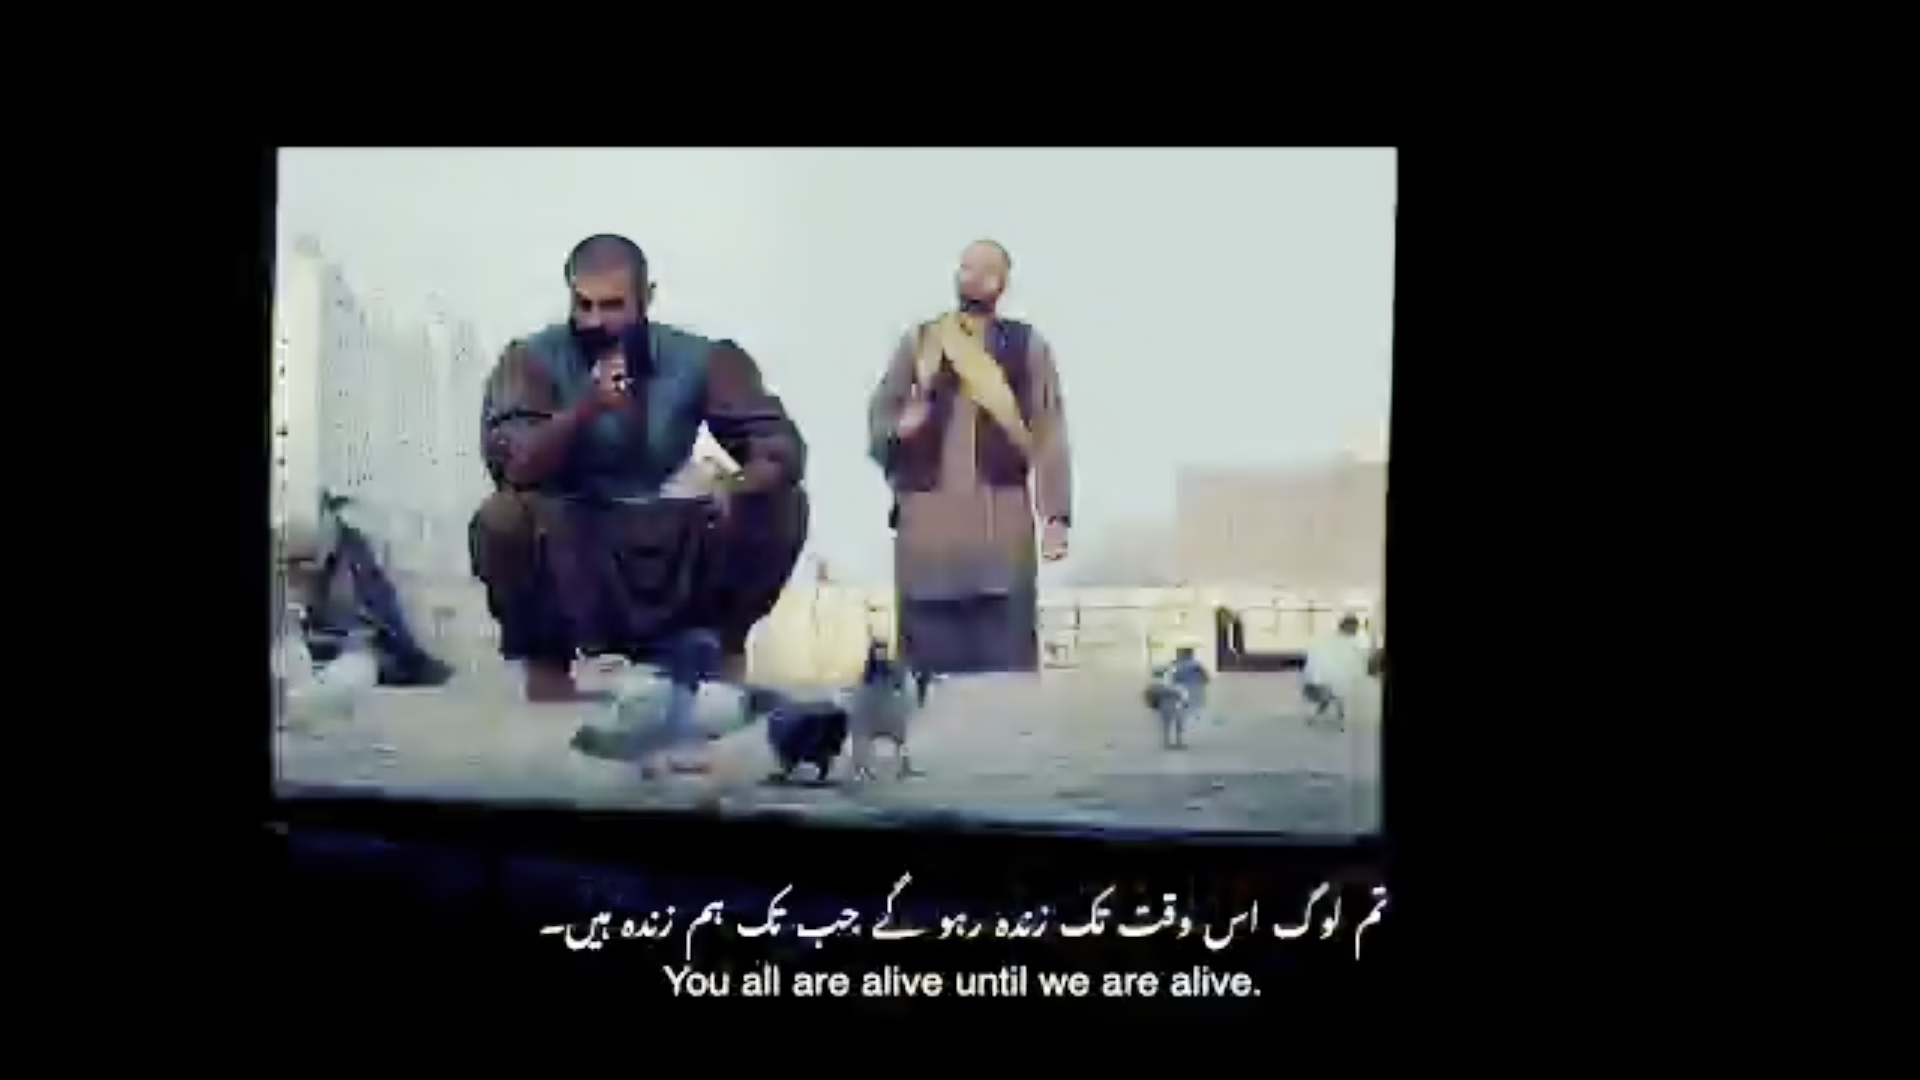 تم لوگ اس وقت تک زندہ رہو گے جب تک ہم زندہ ہیں۔
You all are alive until we are alive.